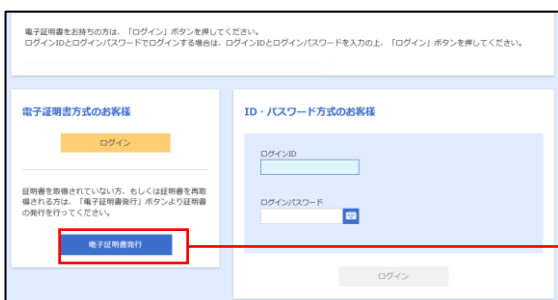 電子証明書をお持ちの方は、「ログイン」ボタンを押してください。
ログインIDとログインパスワードでログインする場合は、ログインIDとログインパスワードを入力の上、「ログイン」ボタンを押してください。
電子証明書方式のお客様
ログイン
証明書を取得されていない方、もしくは証明書を再取
得される方は、「電子証明書発行」ボタンより証明書
の発行を行ってください。
電子証明書発行
ID・パスワード方式のお客様
ログインID
ログインパスワード
ログイン